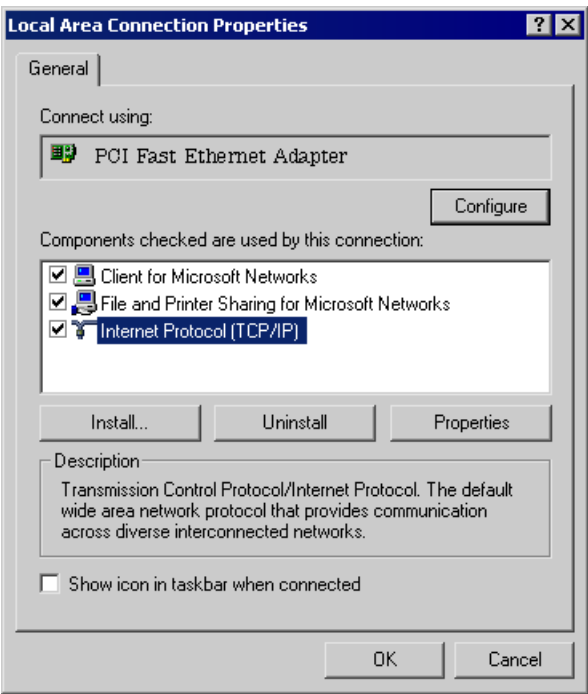 Local Area Connection Properties
General
Connect using:
PCI Fast Ethernet Adapter
Configure
Components checked are used by this connection:
Client for Microsoft Networks
File and Printer Sharing for Microsoft Networks
Internet Protocol (TCP/IP)
Install... Uninstall Properties
Description
Transmission Control Protocol/Internet Protocol. The default
wide area network protocol that provides communication
across diverse interconnected networks.
Show icon in taskbar when connected
OK Cancel